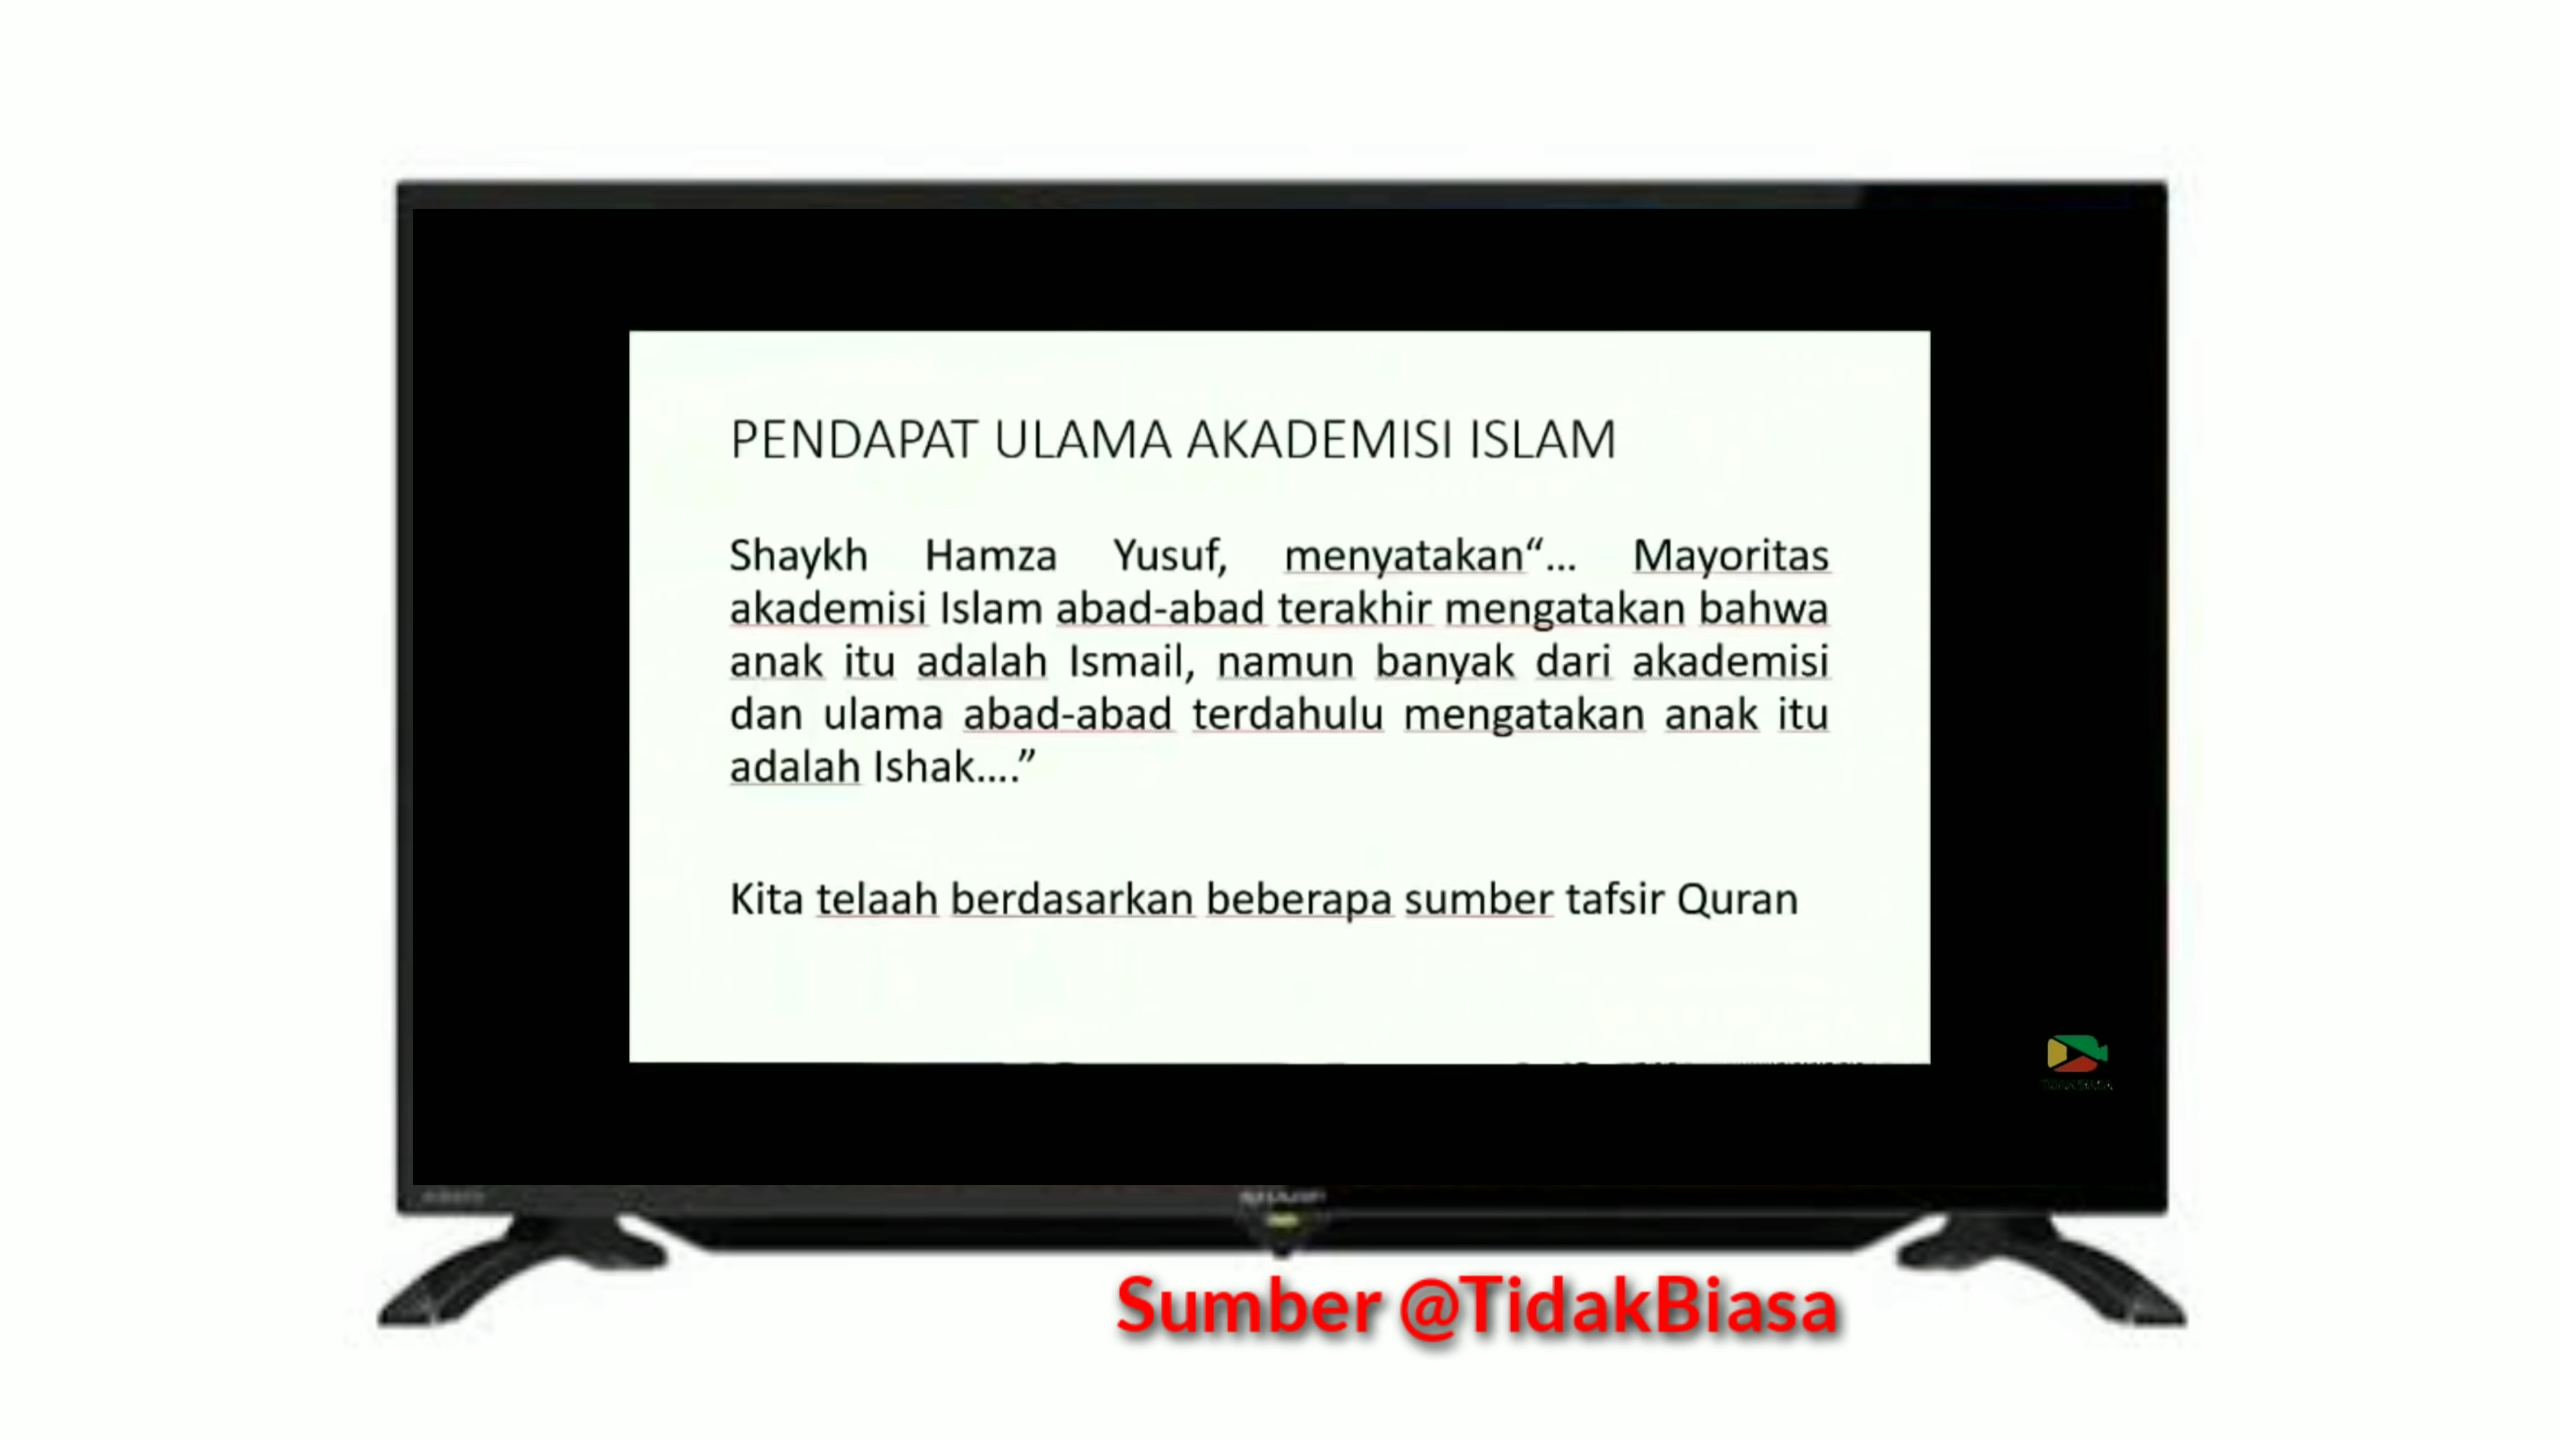 PENDAPAT ULAMA AKADEMISI ISLAM
Shaykh Hamza Yusuf, menyatakan“... Mayoritas
akademisi Islam abad-abad terakhir mengatakan bahwa
anak itu adalah Ismail, namun banyak dari akademisi
dan ulama abad-abad terdahulu mengatakan anak itu
adalah Ishak....”
Kita telaah berdasarkan beberapa sumber tafsir Quran
Sumber @TidakBiasa